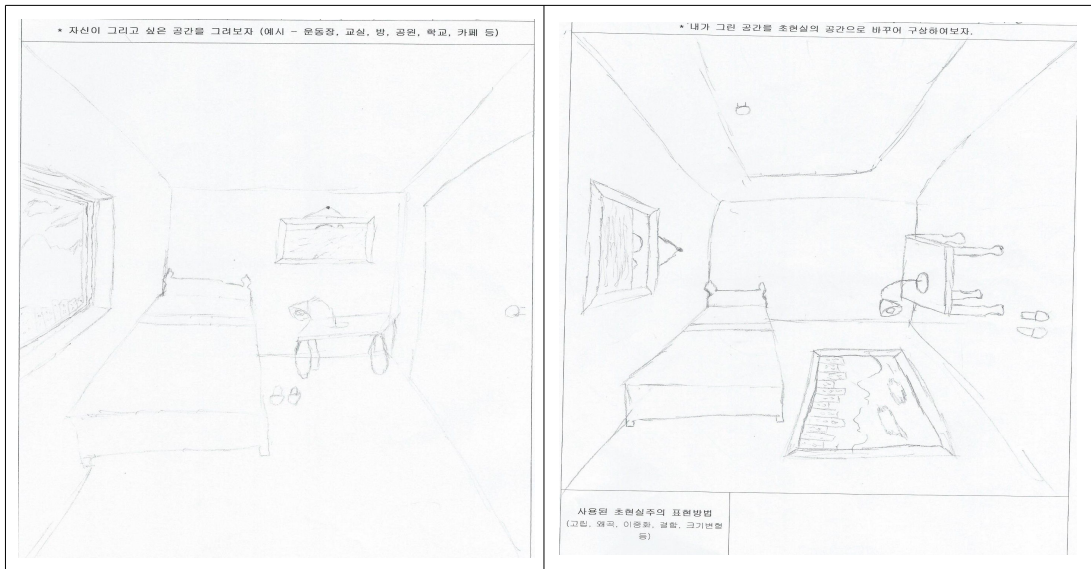 * 자신이 그리고 싶은 공간을 그려보자 (예시 - 운동장, 교실, 방, 공원, 학교, 카페 등)
* 내가 그린 공간를 초현실의 공간으로 바꾸어 구상하여보자.
사용된 초현실주의 표현방법
(고립, 왜곡, 이중화, 결합, 크기변형
등)